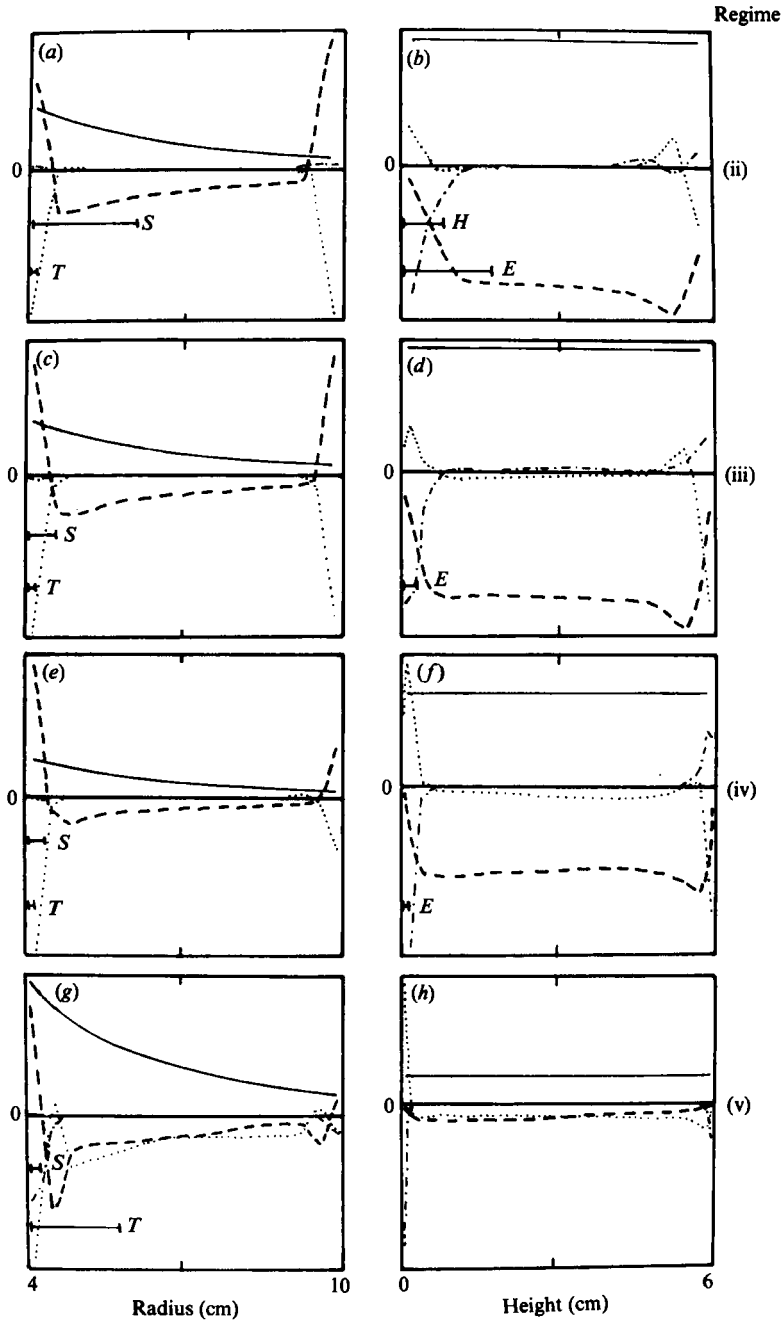 Regime
(a)
(b)
0
0
(ii)
S
H
T
E
(c)
(d)
0
0
(iii)
S
T
E
(e)
(f)
0
0
(iv)
S
T
E
(g)
(h)
0
0
(v)
S
T
4
10
0
6
Radius (cm)
Height (cm)